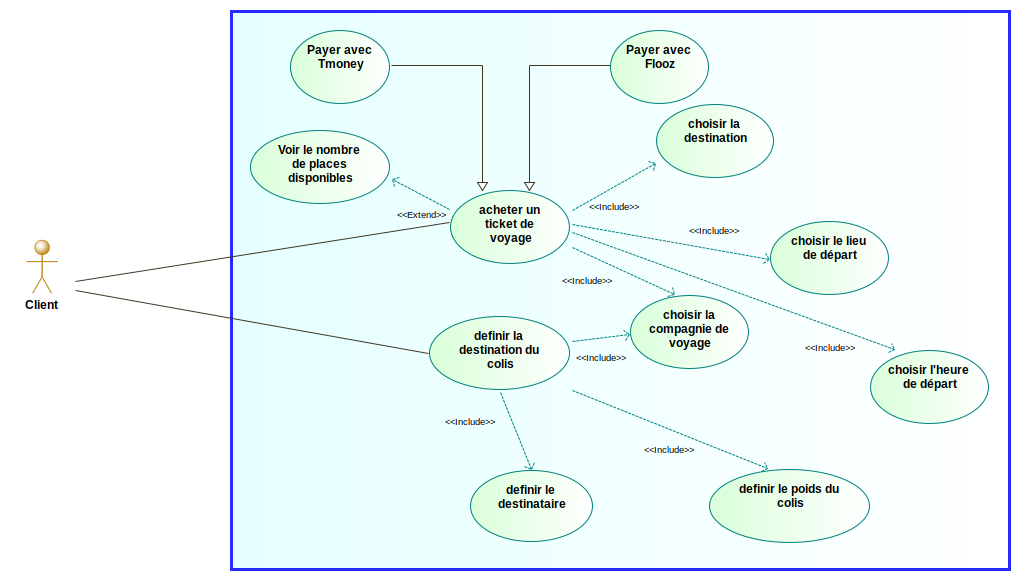 Payer avec
Tmoney
Payer avec
Flooz
choisir la
destination
Voir le nombre
de places
disponibles
<<Extend>>
acheter un
ticket de
voyage
<<Include>>
<<Include>>
choisir le lieu
de départ
Client
<<Include>>
choisir la
compagnie de
voyage
definir la
destination du
colis
<<Include>>
<<Include>>
choisir l'heure
de départ
<<Include>>
<<Include>>
definir le
destinataire
definir le poids du
colis